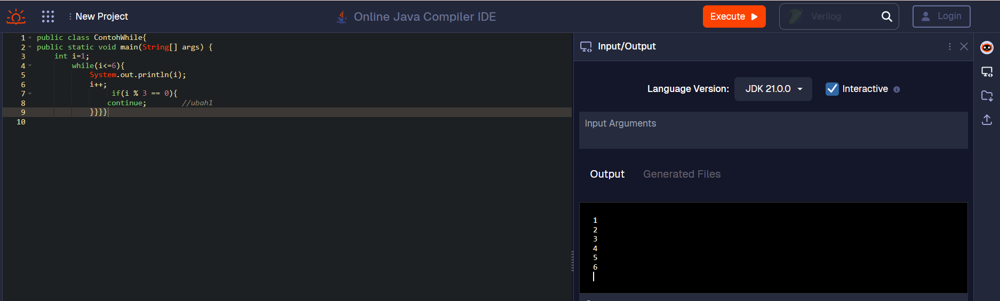 New Project
Online Java Compiler IDE
Execute
Verilog
Login
1 public class ContohWhile{
2 public static void main(String[] args) {
3     int i=1;
4         while(i<=6){
5             System.out.println(i);
6             i++;
7                  if(i % 3 == 0){
8                 continue;        //ubah1
9             }}}}
10
Input/Output
Language Version:
JDK 21.0.0
Interactive
Input Arguments
Output
Generated Files
1
2
3
4
5
6